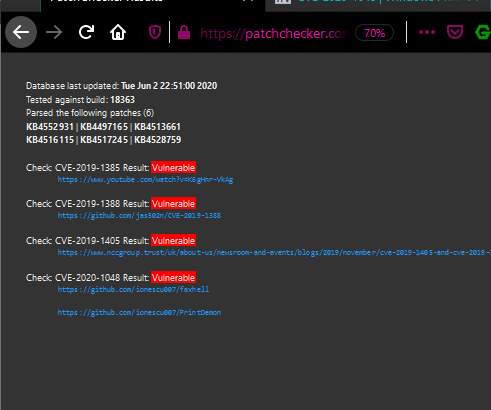 https://patchchecker.co
70%
Database last updated: Tue Jun 2 22:51:00 2020
Tested against build: 18363
Parsed the following patches (6)
KB4552931 | KB4497165 | KB4513661
KB4516115 | KB4517245 | KB4528759
Check: CVE-2019-1385 Result: Vulnerable
https://www.youtube.com/watch?v=K6gHnr-VkAg
Check: CVE-2019-1388 Result: Vulnerable
https://github.com/jas502n/CVE-2019-1388
Check: CVE-2019-1405 Result: Vulnerable
https://www.nccgroup.trust/uk/about-us/newsroom-and-events/blogs/2019/november/cve-2019-1405-and-cve-2019-
Check: CVE-2020-1048 Result: Vulnerable
https://github.com/ionescu007/faxhell
https://github.com/ionescu007/PrintDemon